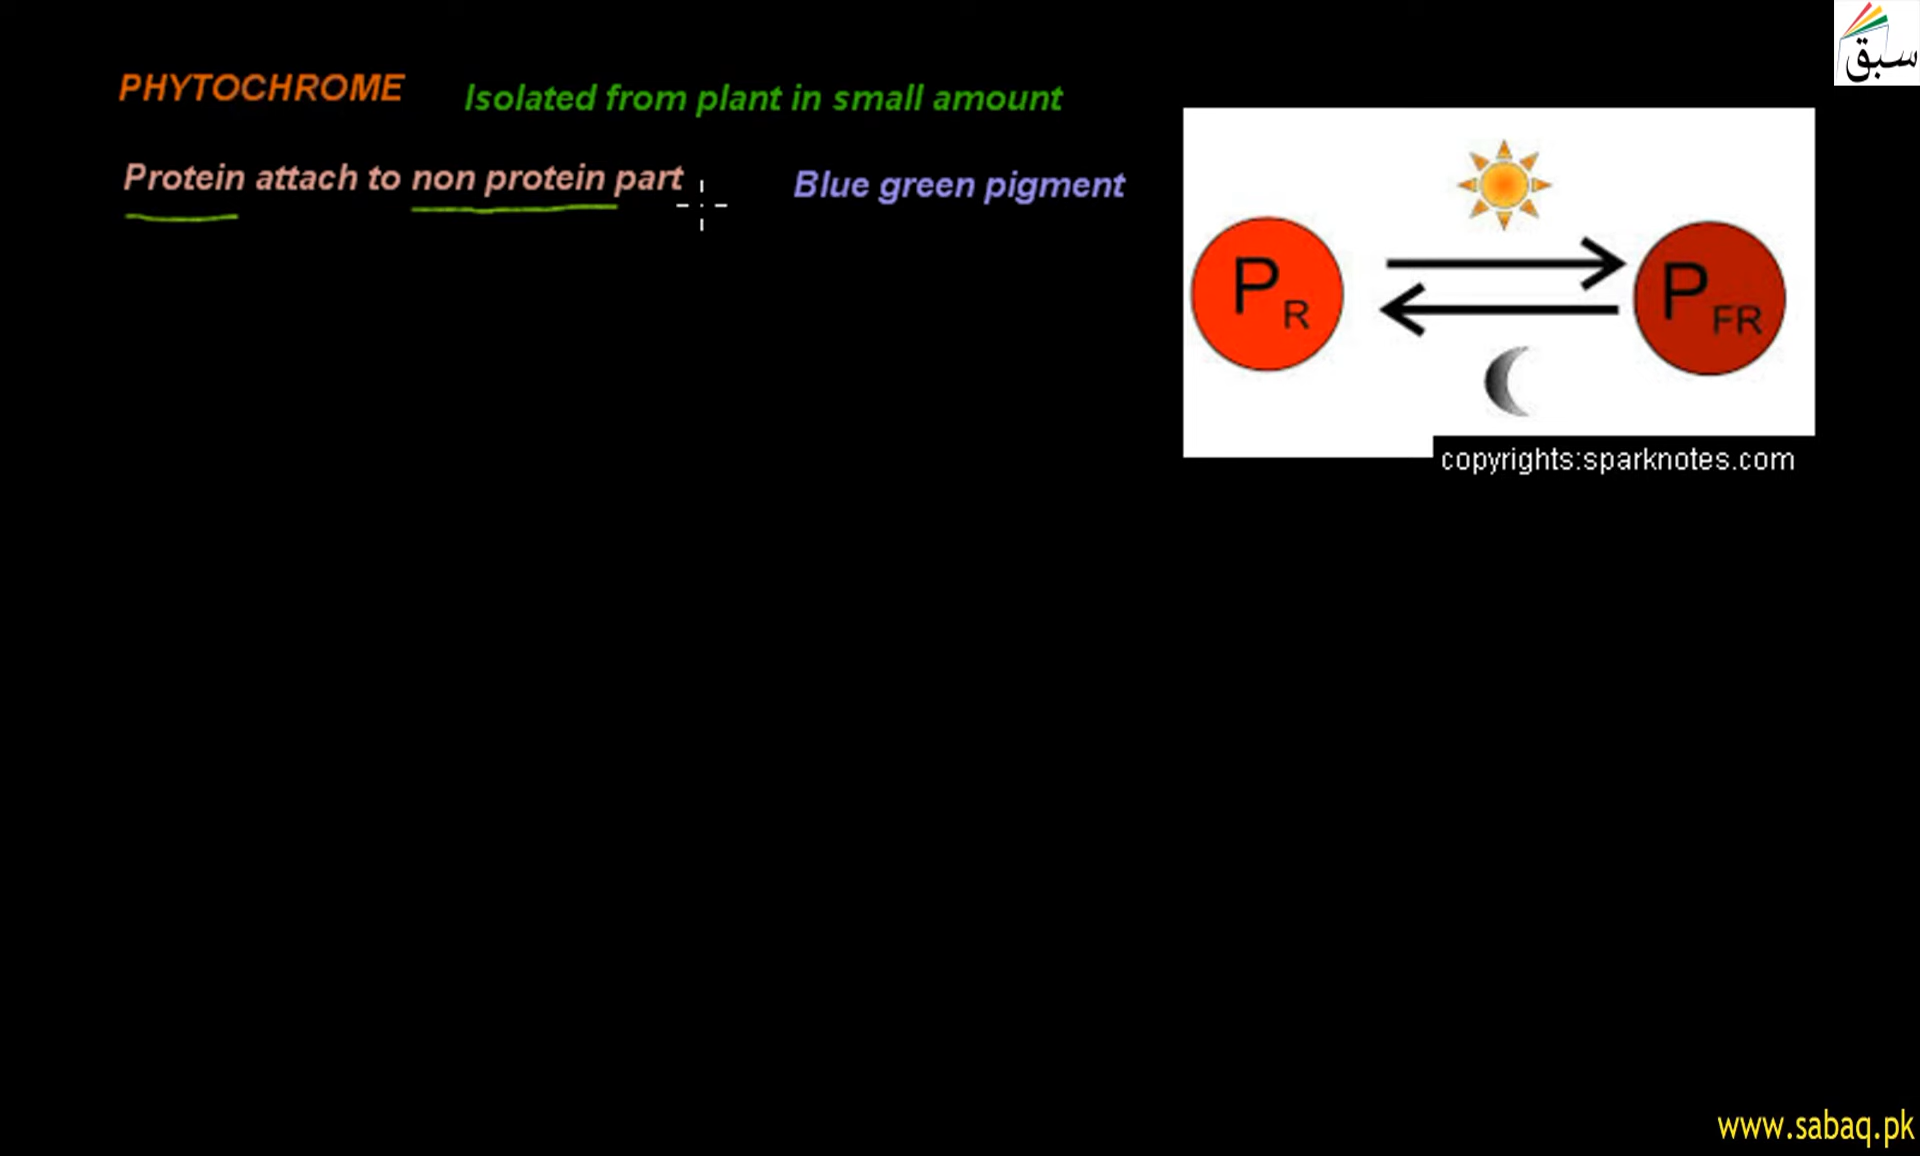 سبق
PHYTOCHROME
Isolated from plant in small amount
Protein attach to non protein part
Blue green pigment
PR
PFR
copyrights:sparknotes.com
www.sabaq.pk